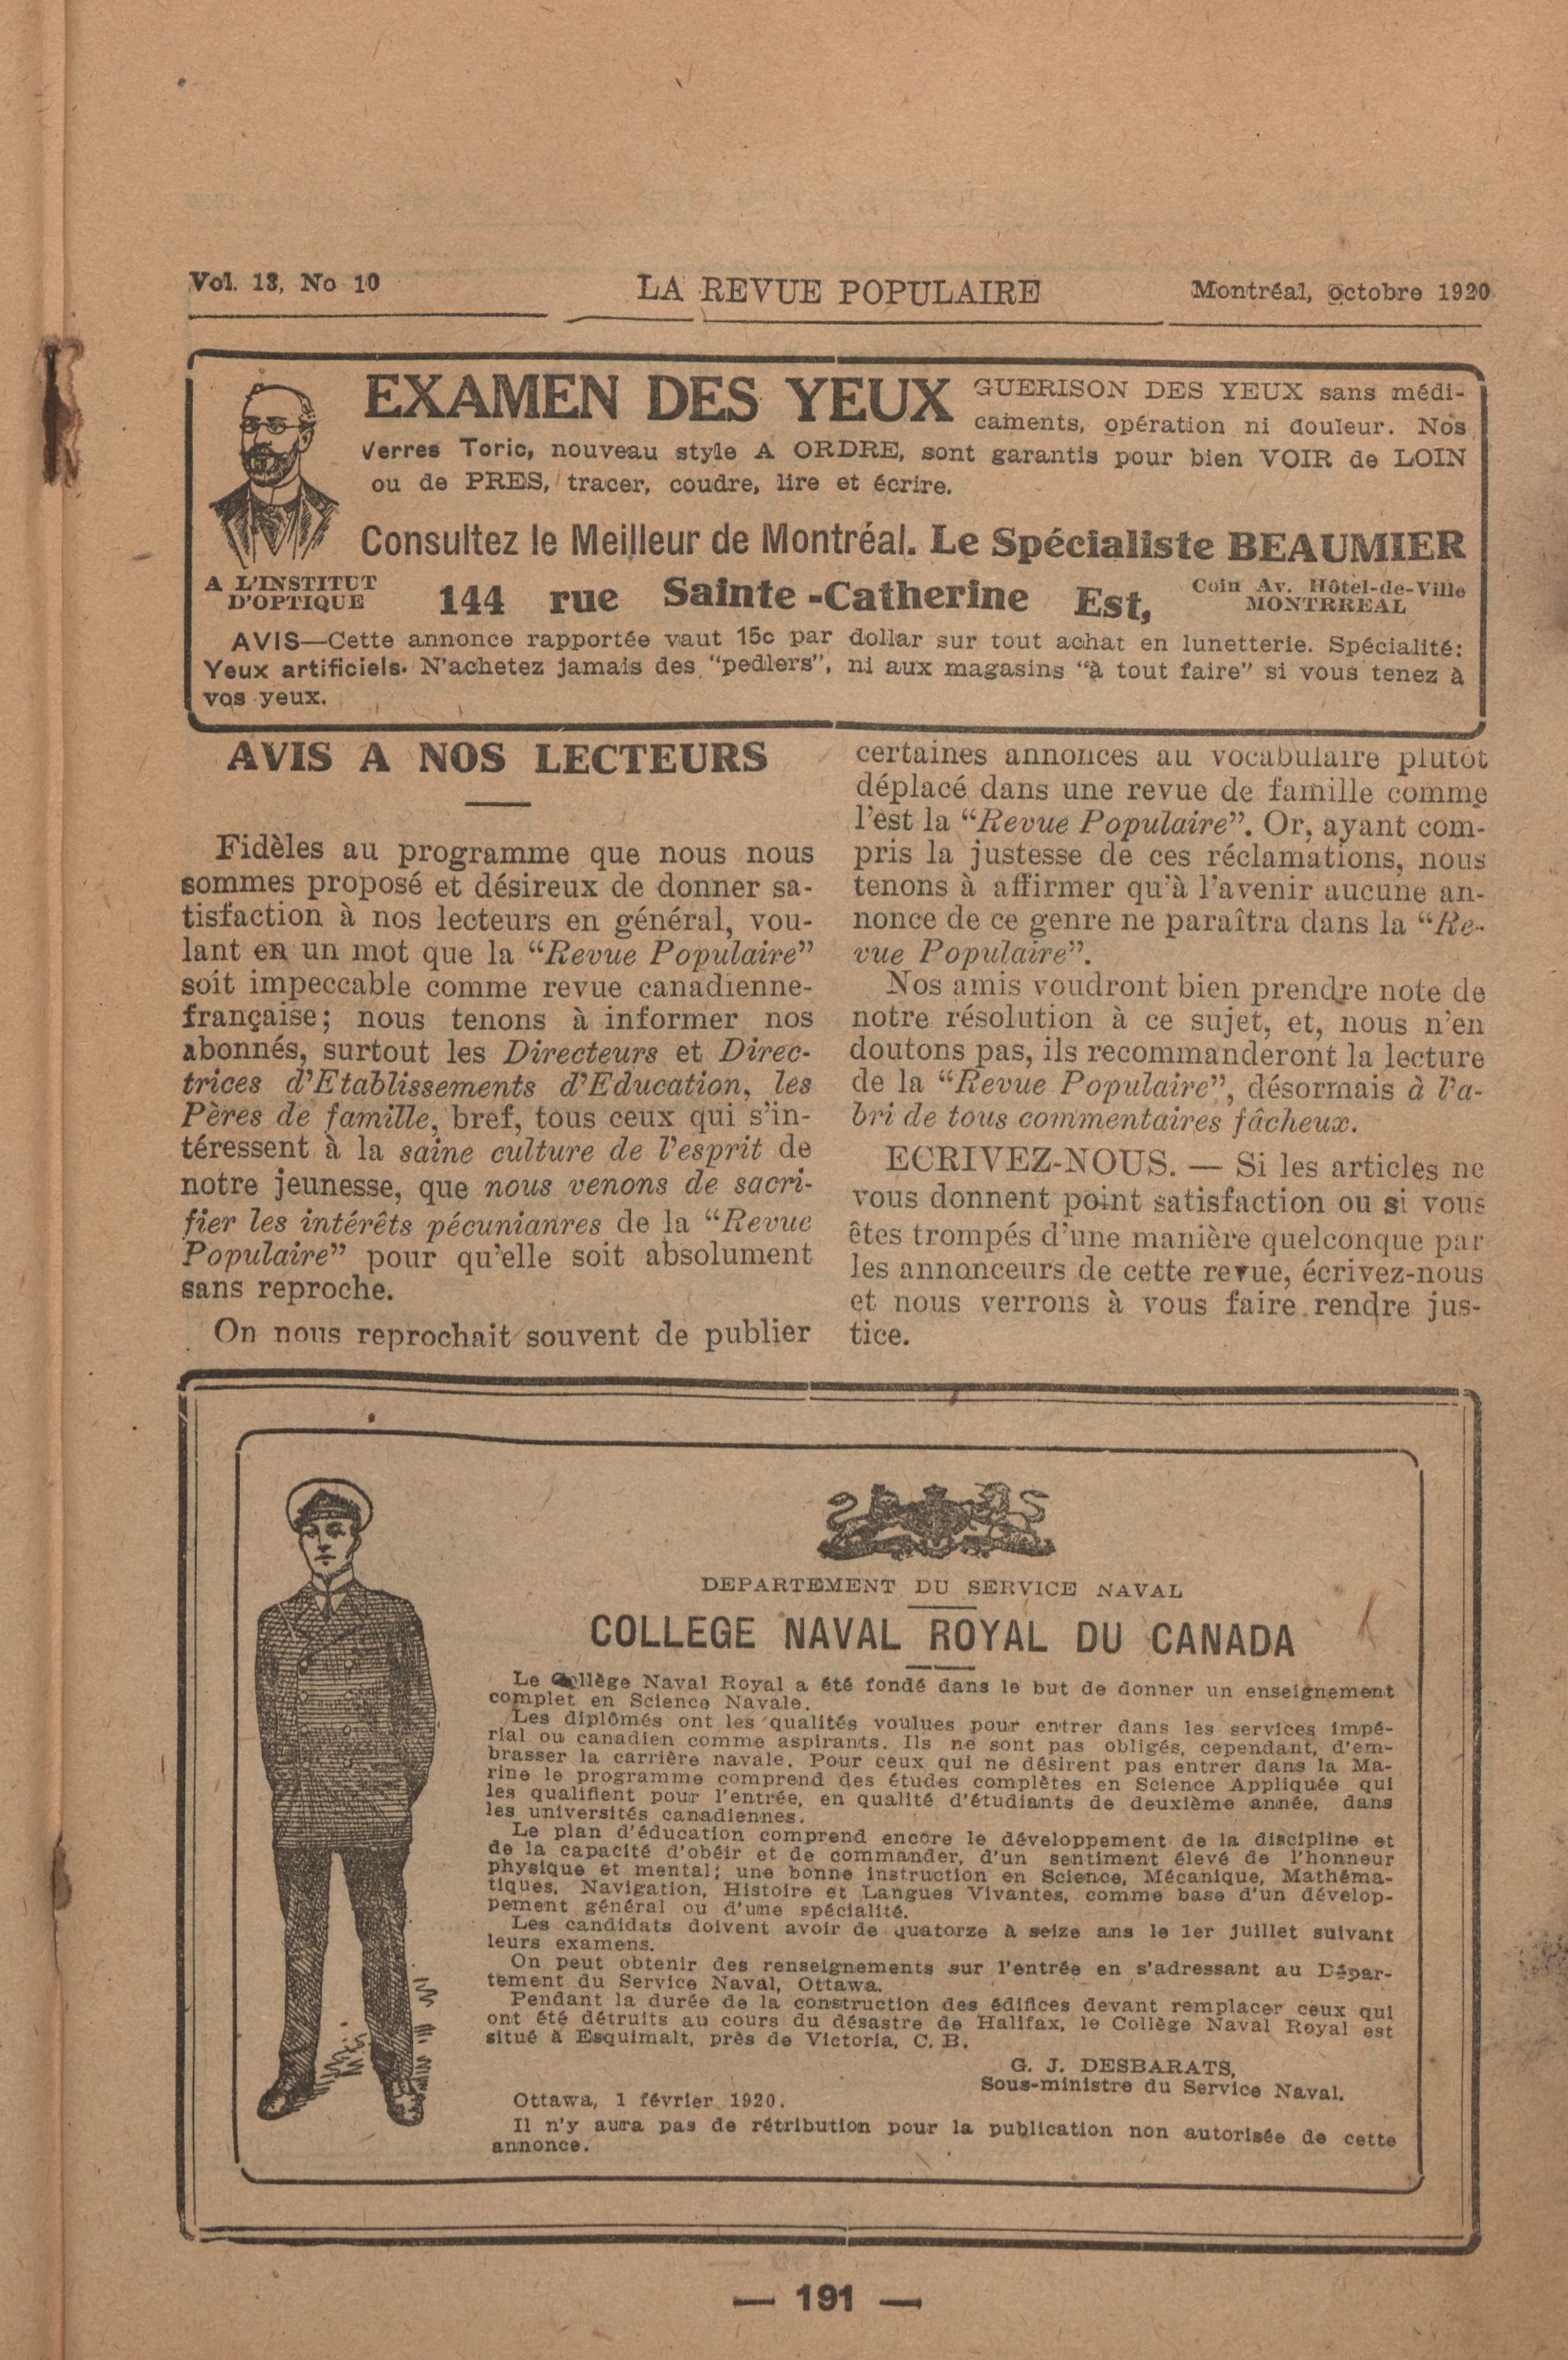 Vol. 13, No 10
LA REVUE POPULAIRE
Montréal, octobre 1920
EXAMEN DES YEUX
GUERISON DES YEUX sans médi-
caments, opération ni douleur. Nos
Verres Toric, nouveau style A ORDRE, sont garantis pour bien VOIR de LOIN
ou de PRES, tracer, coudre, lire et écrire.
Consultez le Meilleur de Montréal. Le Spécialiste BEAUMIER
A L'INSTITUT
D'OPTIQUE
144 rue Sainte-Catherine Est,
Coin Av. Hôtel-de-Ville
MONTRREAL
AVIS—Cette annonce rapportée vaut 15c par dollar sur tout achat en lunetterie. Spécialité:
Yeux artificiels. N'achetez jamais des "pedlers", ni aux magasins "à tout faire" si vous tenez à
vos yeux.
AVIS A NOS LECTEURS
Fidèles au programme que nous nous
sommes proposé et désireux de donner sa-
tisfaction à nos lecteurs en général, vou-
lant en un mot que la "Revue Populaire"
soit impeccable comme revue canadienne-
française; nous tenons à informer nos
abonnés, surtout les Directeurs et Direc-
trices d'Etablissements d'Education, les
Pères de famille, bref, tous ceux qui s'in-
téressent à la saine culture de l'esprit de
notre jeunesse, que nous venons de sacri-
fier les intérêts pécunianres de la "Revue
Populaire" pour qu'elle soit absolument
sans reproche.
On nous reprochait souvent de publier
certaines annonces au vocabulaire plutôt
déplacé dans une revue de famille comme
l'est la "Revue Populaire". Or, ayant com-
pris la justesse de ces réclamations, nous
tenons à affirmer qu'à l'avenir aucune an-
nonce de ce genre ne paraîtra dans la "Re-
vue Populaire".
Nos amis voudront bien prendre note de
notre résolution à ce sujet, et, nous n'en
doutons pas, ils recommanderont la lecture
de la "Revue Populaire", désormais à l'a-
bri de tous commentaires fâcheux.
ECRIVEZ-NOUS. — Si les articles ne
vous donnent point satisfaction ou si vous
êtes trompés d'une manière quelconque par
les annonceurs de cette revue, écrivez-nous
et nous verrons à vous faire rendre jus-
tice.
DEPARTEMENT DU SERVICE NAVAL
COLLEGE NAVAL ROYAL DU CANADA
Le Collège Naval Royal a été fondé dans le but de donner un enseignement
complet en Science Navale.
Les diplômés ont les qualités voulues pour entrer dans les services impé-
rial ou canadien comme aspirants. Ils ne sont pas obligés, cependant, d'em-
brasser la carrière navale. Pour ceux qui ne désirent pas entrer dans la Ma-
rine le programme comprend des études complètes en Science Appliquée qui
les qualifient pour l'entrée, en qualité d'étudiants de deuxième année, dans
les universités canadiennes.
Le plan d'éducation comprend encore le développement de la discipline et
de la capacité d'obéir et de commander, d'un sentiment élevé de l'honneur
physique et mental; une bonne instruction en Science, Mécanique, Mathéma-
tiques, Navigation, Histoire et Langues Vivantes, comme base d'un dévelop-
pement général ou d'une spécialité.
Les candidats doivent avoir de quatorze à seize ans le 1er juillet suivant
leurs examens.
On peut obtenir des renseignements sur l'entrée en s'adressant au Dépar-
tement du Service Naval, Ottawa.
Pendant la durée de la construction des édifices devant remplacer ceux qui
ont été détruits au cours du désastre de Halifax, le Collège Naval Royal est
situé à Esquimalt, près de Victoria, C. B.
G. J. DESBARATS,
Sous-ministre du Service Naval.
Ottawa, 1 février 1920.
Il n'y aura pas de rétribution pour la publication non autorisée de cette
annonce.
— 191 —